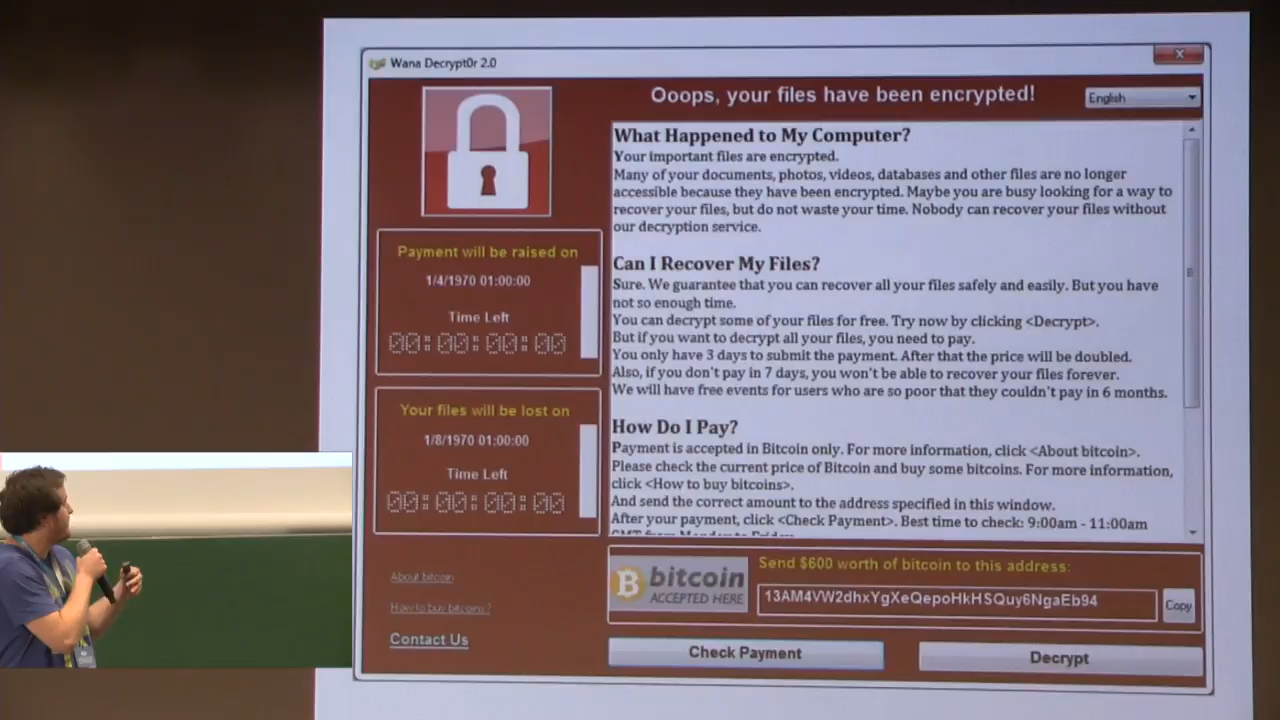 Wana Decrypt0r 2.0
Ooops, your files have been encrypted!
English
What Happened to My Computer?
Your important files are encrypted.
Many of your documents, photos, videos, databases and other files are no longer
accessible because they have been encrypted. Maybe you are busy looking for a way to
recover your files, but do not waste your time. Nobody can recover your files without
our decryption service.
Can I Recover My Files?
Sure. We guarantee that you can recover all your files safely and easily. But you have
not so enough time.
You can decrypt some of your files for free. Try now by clicking <Decrypt>.
But if you want to decrypt all your files, you need to pay.
You only have 3 days to submit the payment. After that the price will be doubled.
Also, if you don't pay in 7 days, you won't be able to recover your files forever.
We will have free events for users who are so poor that they couldn't pay in 6 months.
How Do I Pay?
Payment is accepted in Bitcoin only. For more information, click <About bitcoin>.
Please check the current price of Bitcoin and buy some bitcoins. For more information,
click <How to buy bitcoins>.
And send the correct amount to the address specified in this window.
After your payment, click <Check Payment>. Best time to check: 9:00am - 11:00am
GMT from Monday to Friday.
Payment will be raised on
1/4/1970 01:00:00
Time Left
00:00:00:00
Your files will be lost on
1/8/1970 01:00:00
Time Left
00:00:00:00
About bitcoin
How to buy bitcoins?
Contact Us
bitcoin
ACCEPTED HERE
Send $600 worth of bitcoin to this address:
13AM4VW2dhxYgXeQepoHkHSQuy6NgaEb94
Copy
Check Payment
Decrypt